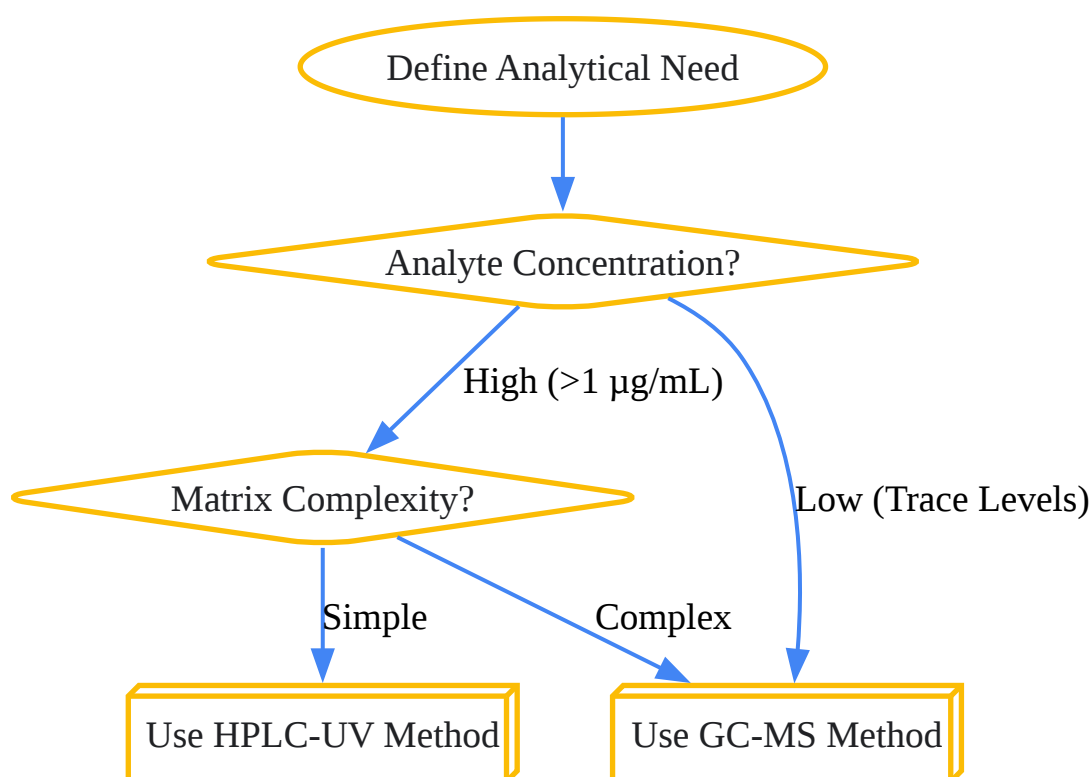 Define Analytical Need
Analyte Concentration?
High (>1 µg/mL)
Matrix Complexity?
Low (Trace Levels)
Simple
Complex
Use HPLC-UV Method
Use GC-MS Method